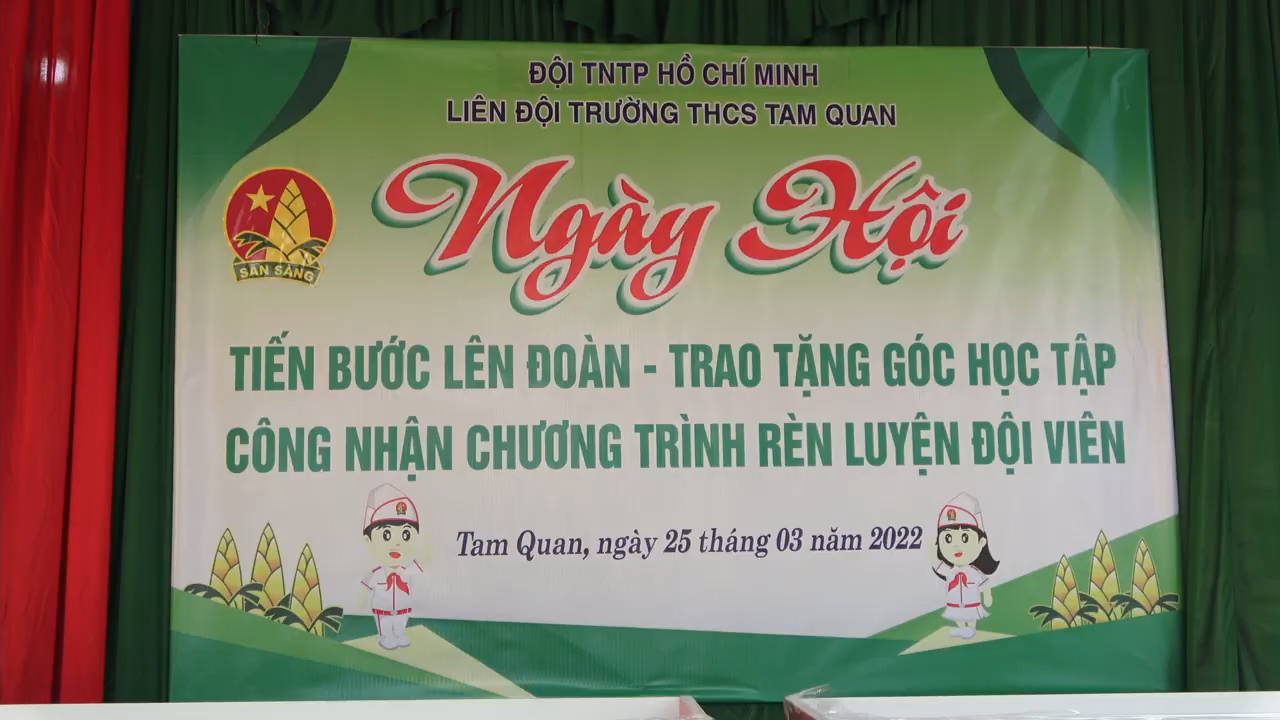 ĐỘI TNTP HỒ CHÍ MINH
LIÊN ĐỘI TRƯỜNG THCS TAM QUAN
Ngày Hội
SẴN SÀNG
TIẾN BƯỚC LÊN ĐOÀN - TRAO TẶNG GÓC HỌC TẬP
CÔNG NHẬN CHƯƠNG TRÌNH RÈN LUYỆN ĐỘI VIÊN
Tam Quan, ngày 25 tháng 03 năm 2022